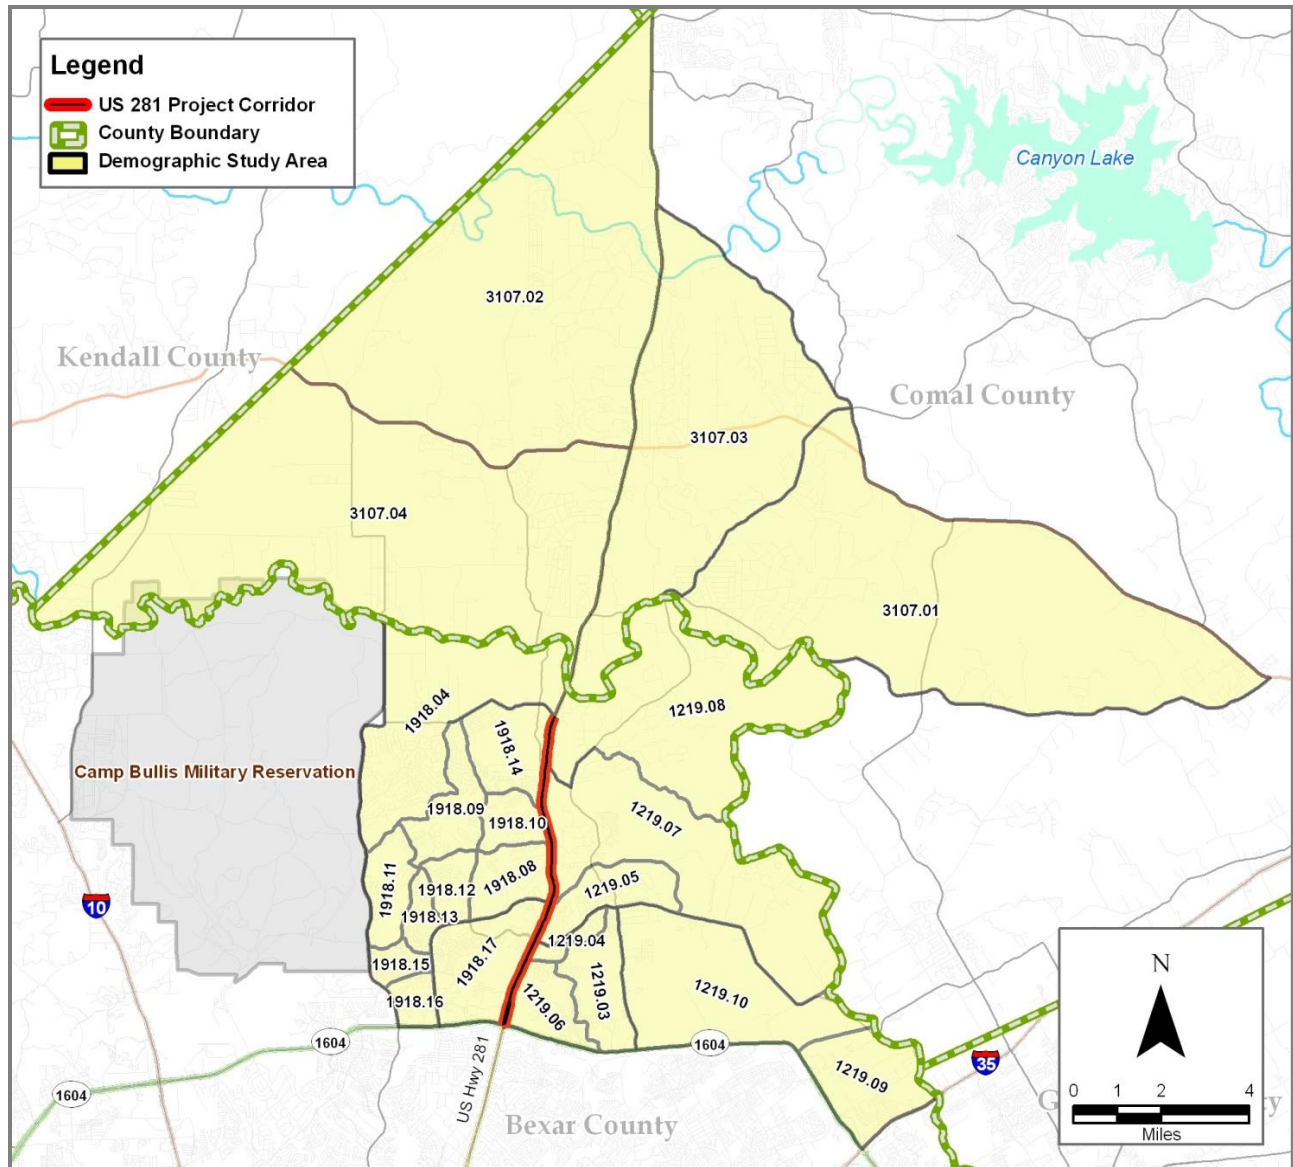 Legend
US 281 Project Corridor
County Boundary
Demographic Study Area
Canyon Lake
3107.02
Kendall County
Comal County
3107.03
3107.04
3107.01
1918.04
1219.08
1918.14
Camp Bullis Military Reservation
1918.09
1918.10
1219.07
1918.11
1918.12
1918.08
1219.05
10
1918.13
1219.04
1918.17
1918.15
1219.03
1918.16
1219.06
1219.10
N
1604
1604
35
1219.09
1604
US Hwy 281
Bexar County
0 1 2 4
Miles